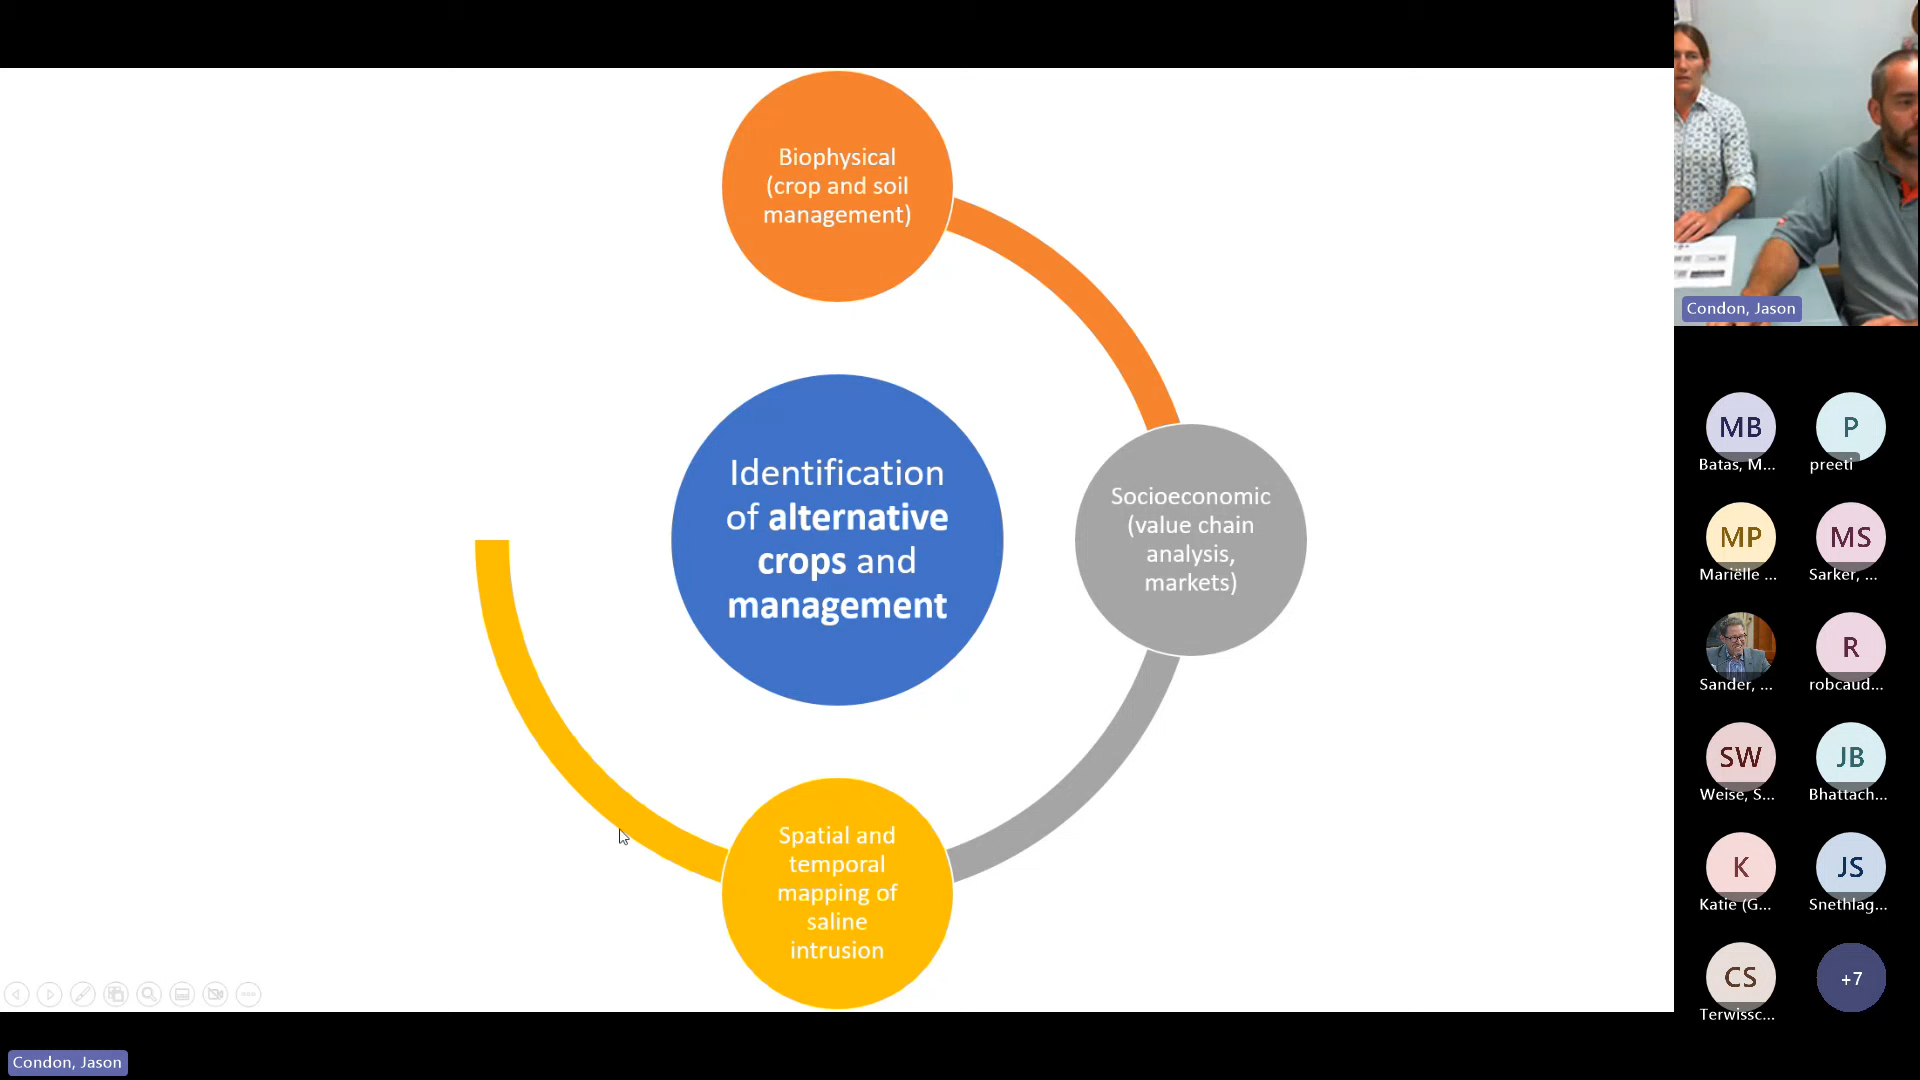 Biophysical
(crop and soil
management)
Identification
of alternative
crops and
management
Socioeconomic
(value chain
analysis,
markets)
Spatial and
temporal
mapping of
saline
intrusion
Condon, Jason
MB
Batas, M...
P
preeti
MP
Mariëlle ...
MS
Sarker, ...
Sander, ...
R
robcaud...
SW
Weise, S...
JB
Bhattach...
K
Katie (G...
JS
Snethlag...
CS
Terwissc...
+7
Condon, Jason